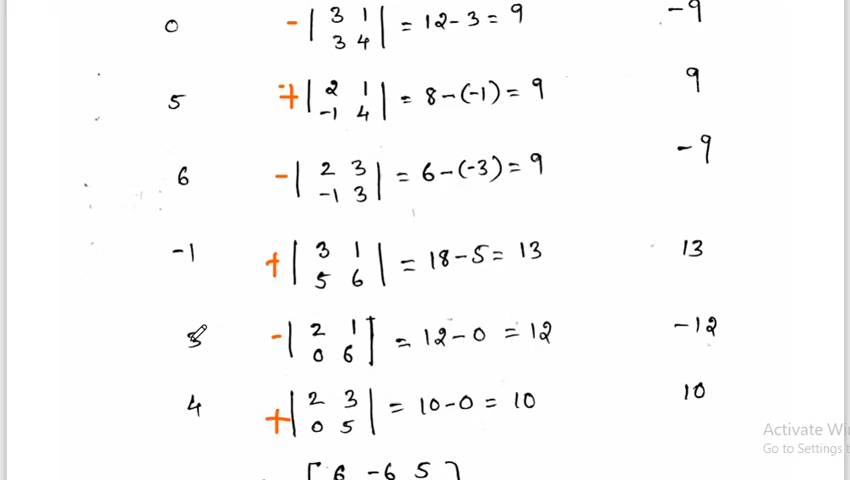 0 - | 3 1 | = 12 - 3 = 9 -9
3 4
5 + | 2 1 | = 8 - (-1) = 9 9
-1 4
6 - | 2 3 | = 6 - (-3) = 9 -9
-1 3
-1 + | 3 1 | = 18 - 5 = 13 13
5 6
- | 2 1 | = 12 - 0 = 12 -12
0 6
4 + | 2 3 | = 10 - 0 = 10 10
0 5
[ 6 -6 5 ]
Activate Wi
Go to Settings t